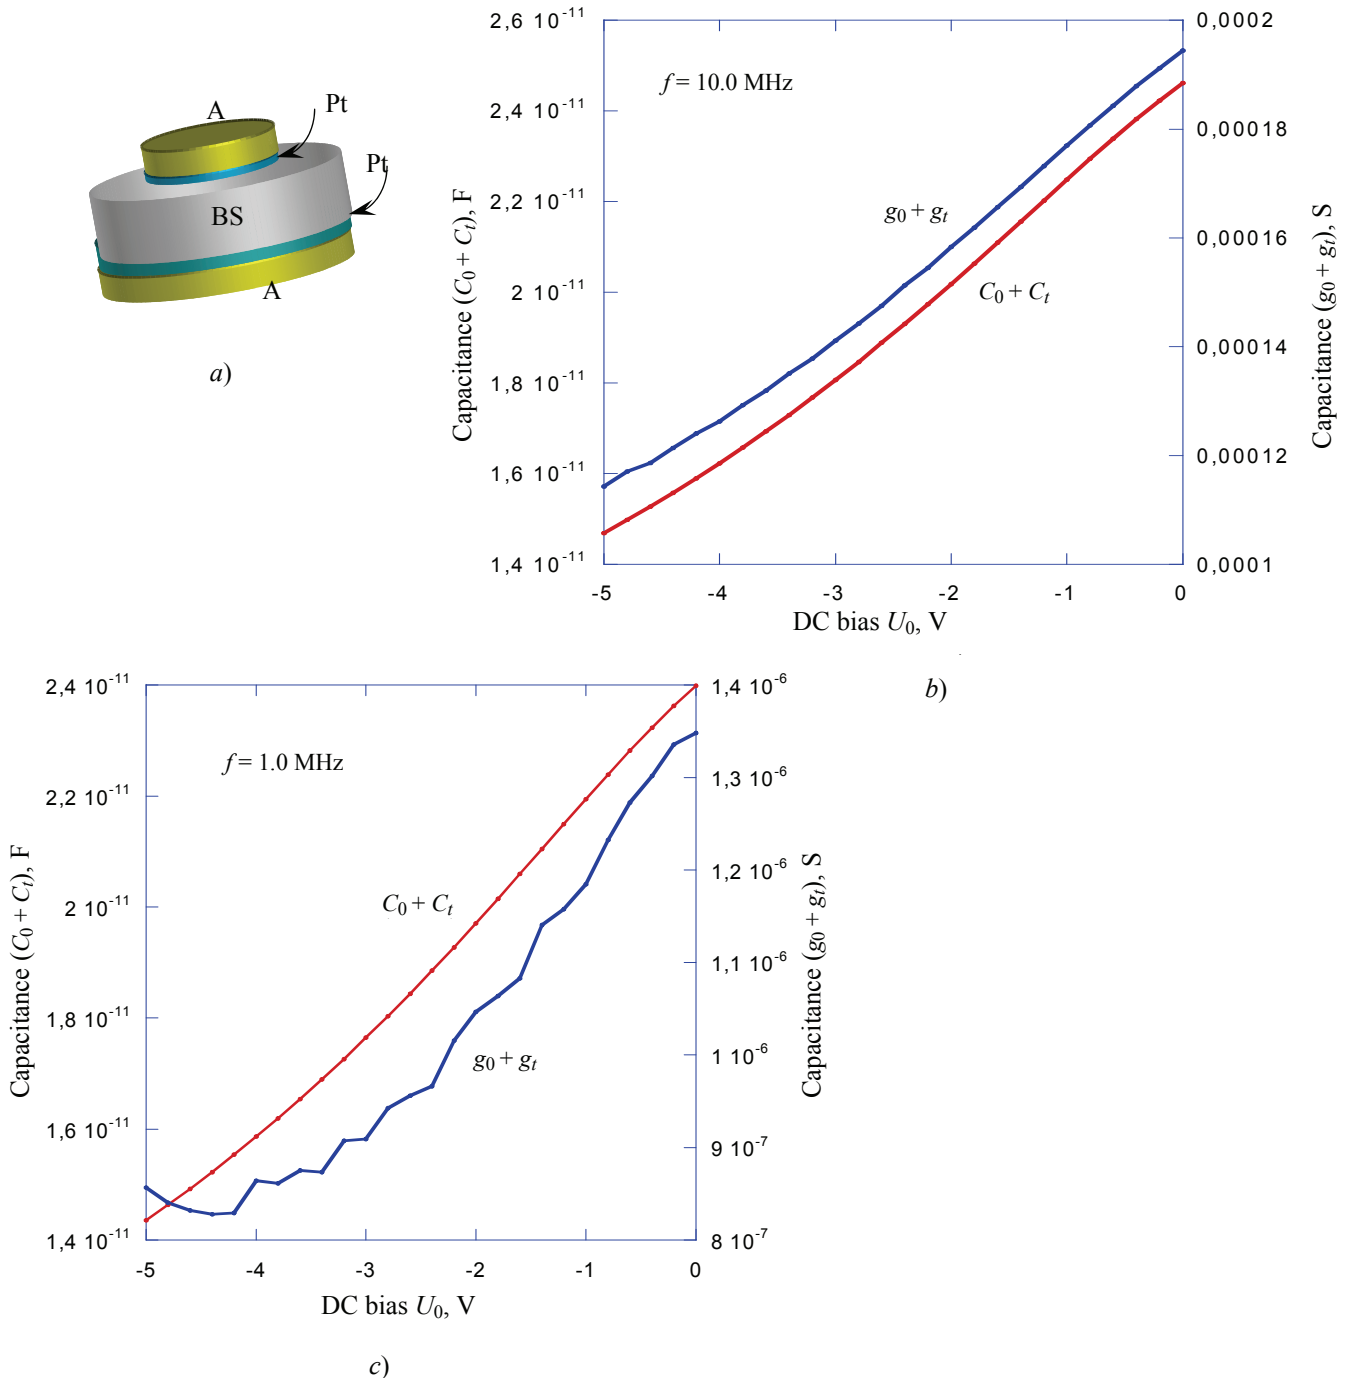 A
Pt
Pt
BS
A
a)
2,6 10⁻¹¹
2,4 10⁻¹¹
2,2 10⁻¹¹
2 10⁻¹¹
1,8 10⁻¹¹
1,6 10⁻¹¹
1,4 10⁻¹¹
Capacitance (C₀ + Cₜ), F
f = 10.0 MHz
g₀ + gₜ
C₀ + Cₜ
0,0002
0,00018
0,00016
0,00014
0,00012
0,0001
Capacitance (g₀ + gₜ), S
-5 -4 -3 -2 -1 0
DC bias U₀, V
b)
2,4 10⁻¹¹
2,2 10⁻¹¹
2 10⁻¹¹
1,8 10⁻¹¹
1,6 10⁻¹¹
1,4 10⁻¹¹
Capacitance (C₀ + Cₜ), F
f = 1.0 MHz
C₀ + Cₜ
g₀ + gₜ
1,4 10⁻⁶
1,3 10⁻⁶
1,2 10⁻⁶
1,1 10⁻⁶
1 10⁻⁶
9 10⁻⁷
8 10⁻⁷
Capacitance (g₀ + gₜ), S
-5 -4 -3 -2 -1 0
DC bias U₀, V
c)